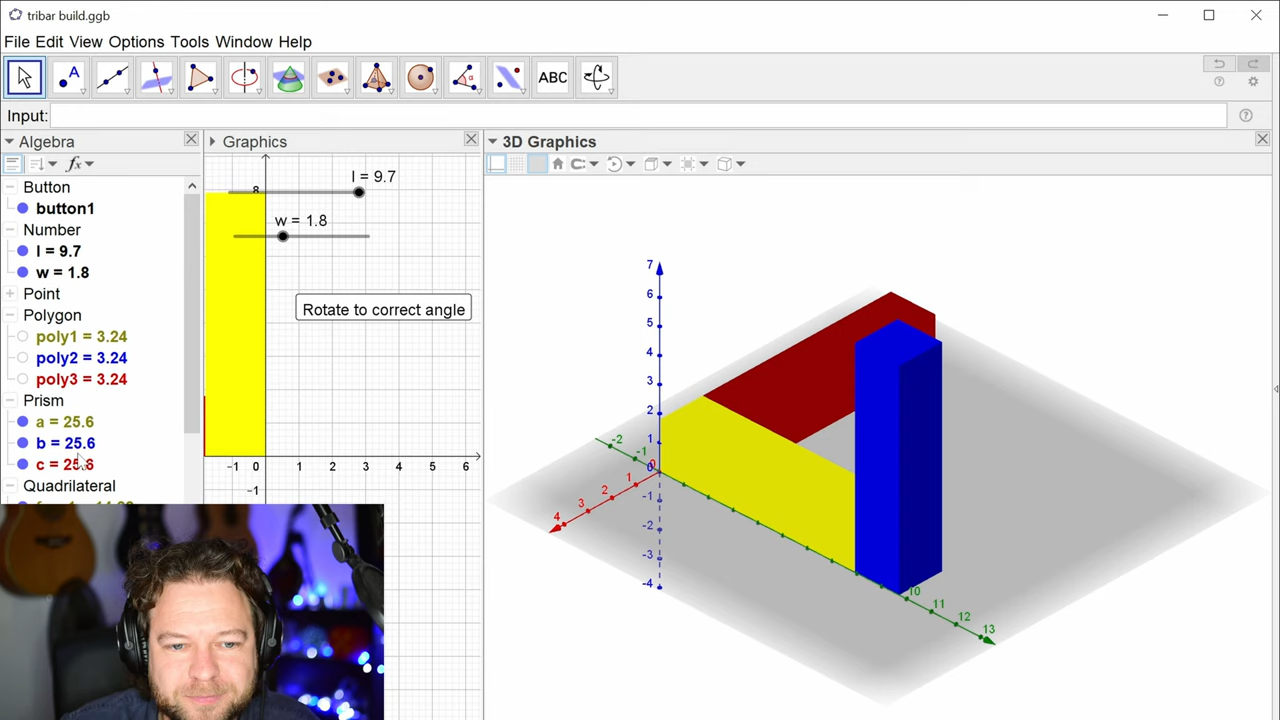 tribar build.ggb
File Edit View Options Tools Window Help
A
α
ABC
Input:
Algebra
Graphics
3D Graphics
fx
Button
button1
Number
l = 9.7
w = 1.8
Point
Polygon
poly1 = 3.24
poly2 = 3.24
poly3 = 3.24
Prism
a = 25.6
b = 25.6
c = 25.6
Quadrilateral
l = 9.7
8
w = 1.8
Rotate to correct angle
-1 0 1 2 3 4 5 6
-1
7
6
5
4
3
2
1
0
-1
-2
-3
-4
-2
-1
0
1
2
3
4
10
11
12
13